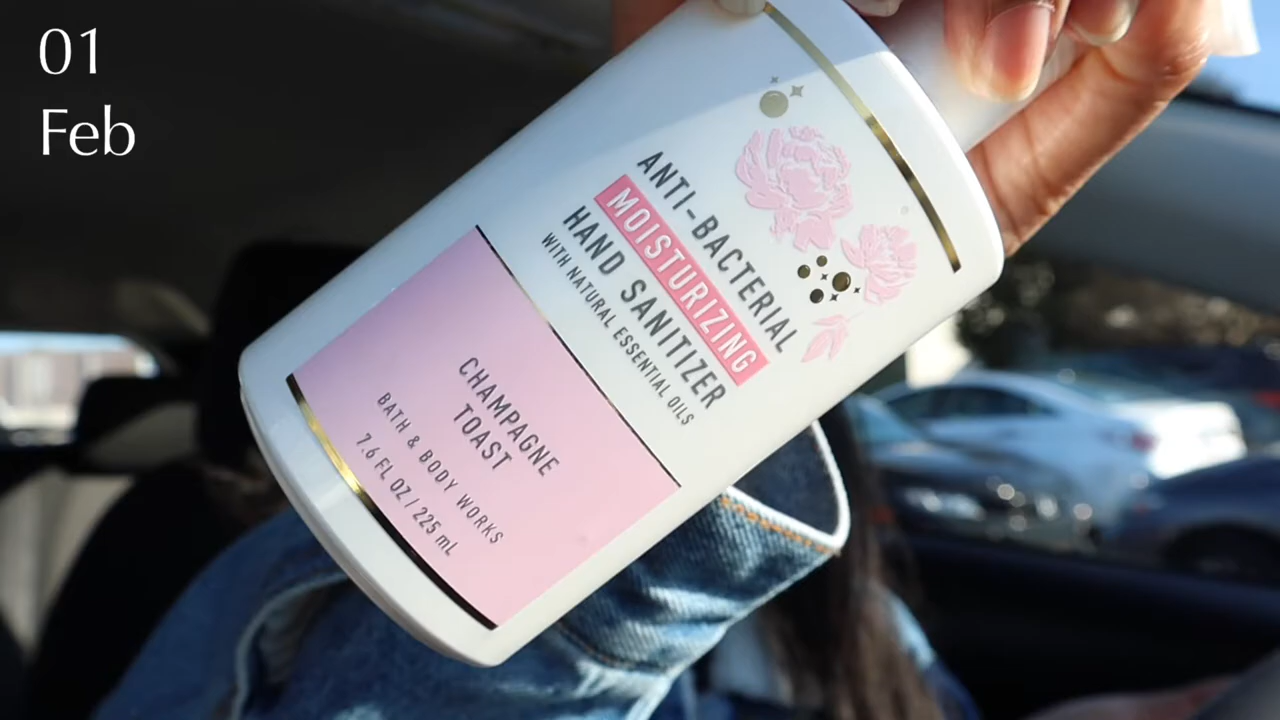 01
Feb
ANTI-BACTERIAL
MOISTURIZING
HAND SANITIZER
WITH NATURAL ESSENTIAL OILS
CHAMPAGNE
TOAST
BATH & BODY WORKS
7.6 FL OZ / 225 mL